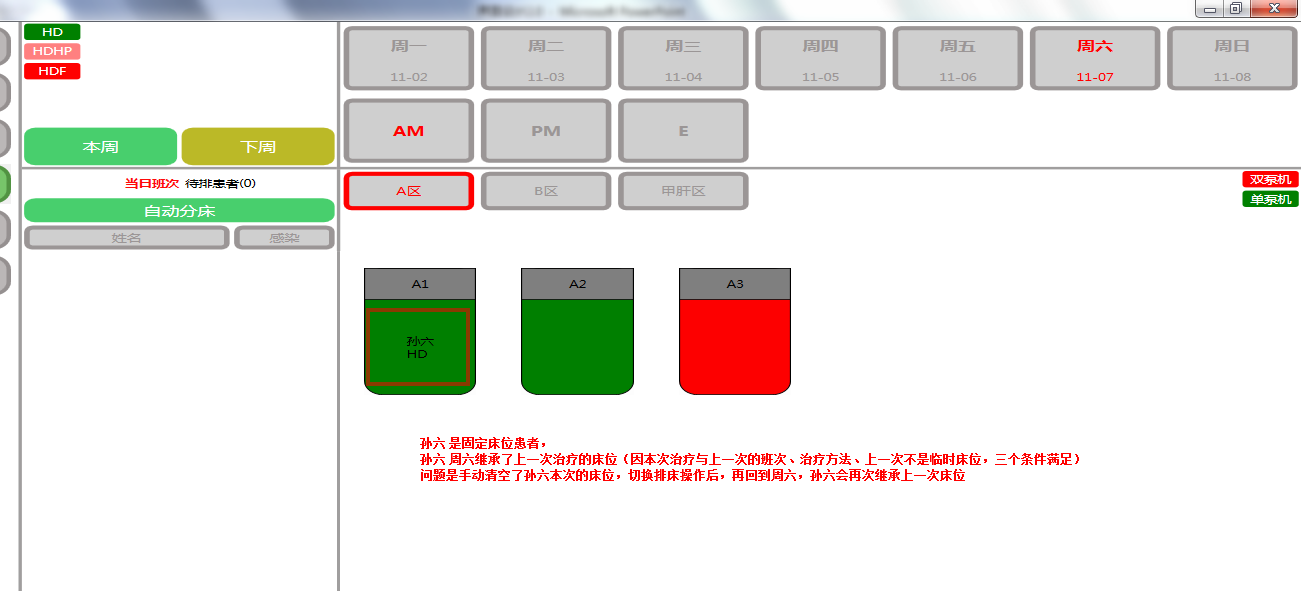 HD
HDHP
HDF
本周
下周
周一
11-02
周二
11-03
周三
11-04
周四
11-05
周五
11-06
周六
11-07
周日
11-08
AM
PM
E
当日班次 待排患者(0)
自动分床
姓名
感染
A区
B区
甲肝区
双泵机
单泵机
A1
孙六
HD
A2
A3
孙六 是固定床位患者，
孙六 周六继承了上一次治疗的床位（因本次治疗与上一次的班次、治疗方法、上一次不是临时床位，三个条件满足）
问题是手动清空了孙六本次的床位，切换排床操作后，再回到周六，孙六会再次继承上一次床位